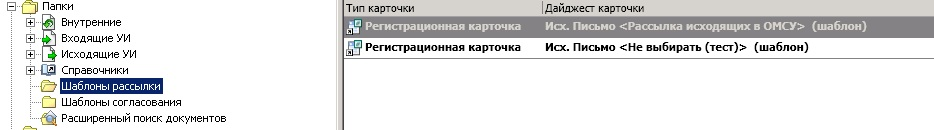 Папки
Внутренние
Входящие УИ
Исходящие УИ
Справочники
Шаблоны рассылки
Шаблоны согласования
Расширенный поиск документов
Тип карточки Дайджест карточки
Регистрационная карточка Исх. Письмо <Рассылка исходящих в ОМСУ> (шаблон)
Регистрационная карточка Исх. Письмо <Не выбирать (тест)> (шаблон)